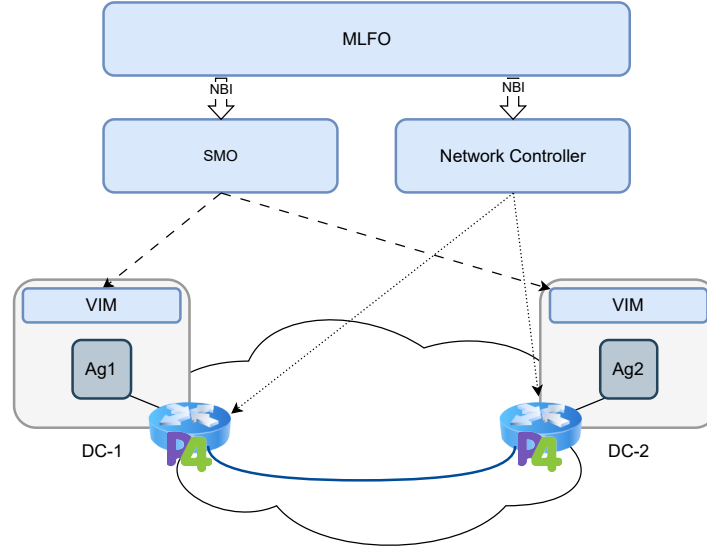 MLFO
NBI
NBI
SMO
Network Controller
VIM
VIM
Ag1
Ag2
P4
P4
DC-1
DC-2